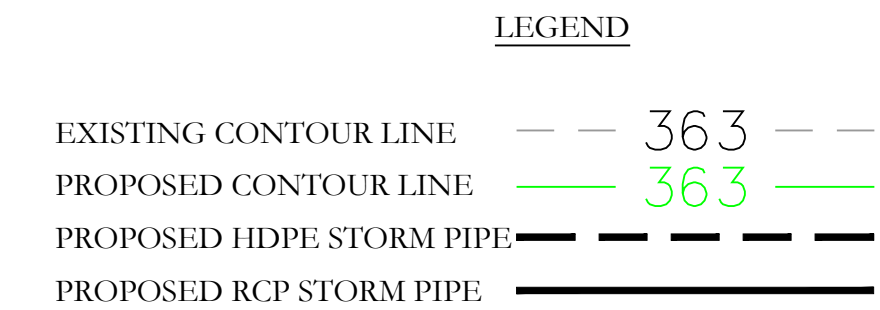 LEGEND
EXISTING CONTOUR LINE 363
PROPOSED CONTOUR LINE 363
PROPOSED HDPE STORM PIPE
PROPOSED RCP STORM PIPE